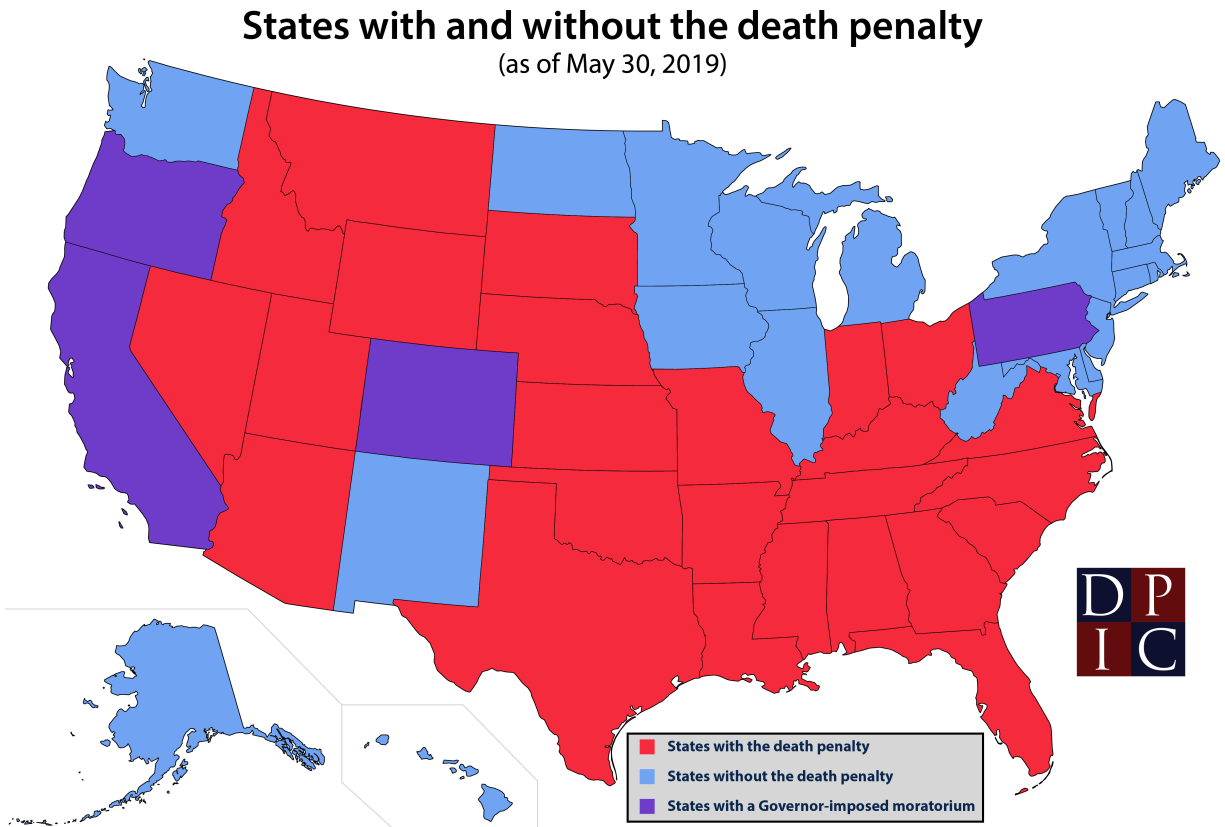 States with and without the death penalty
(as of May 30, 2019)
D P
I C
States with the death penalty
States without the death penalty
States with a Governor-imposed moratorium